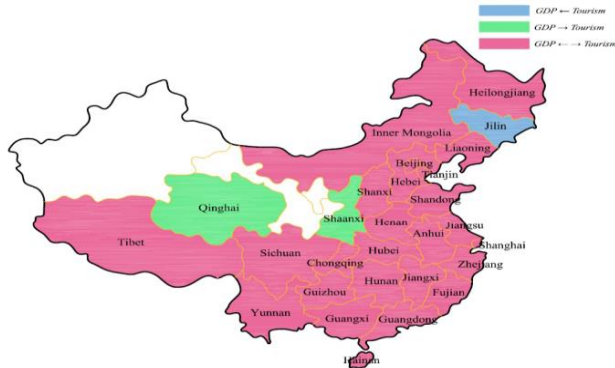 GDP ← Tourism
GDP → Tourism
GDP ← → Tourism
Heilongjiang
Jilin
Inner Mongolia
Liaoning
Beijing
Tianjin
Hebei
Shanxi
Shandong
Qinghai
Shaanxi
Henan
Jiangsu
Anhui
Shanghai
Tibet
Hubei
Sichuan
Zhejiang
Chongqing
Hunan
Jiangxi
Guizhou
Fujian
Yunnan
Guangxi
Guangdong
Hainan